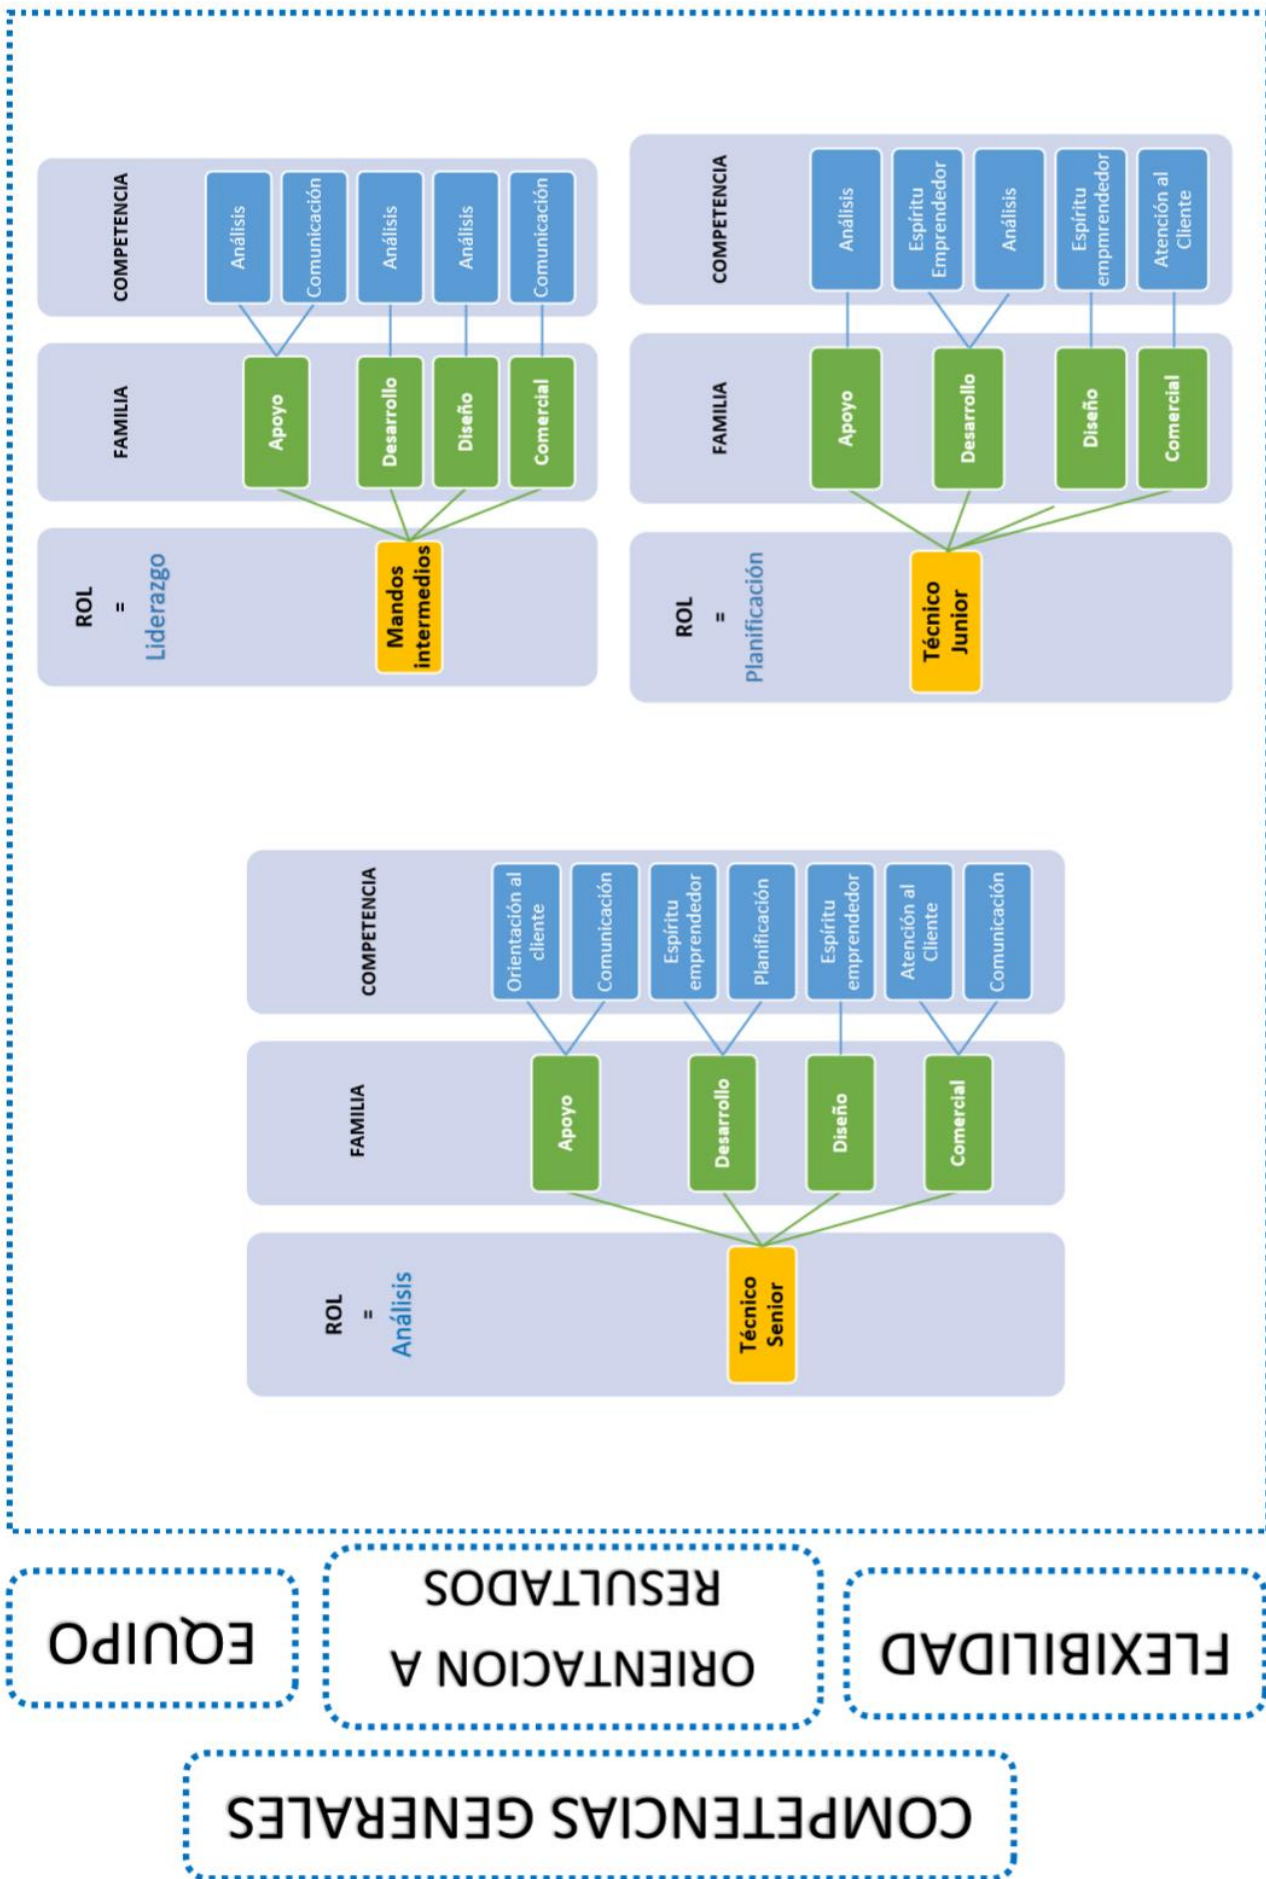 COMPETENCIAS GENERALES
FLEXIBILIDAD
ORIENTACION A
RESULTADOS
EQUIPO
ROL
=
Análisis
FAMILIA
COMPETENCIA
Técnico
Senior
Apoyo
Desarrollo
Diseño
Comercial
Orientación al
cliente
Comunicación
Espíritu
emprendedor
Planificación
Espíritu
emprendedor
Atención al
Cliente
Comunicación
ROL
=
Liderazgo
FAMILIA
COMPETENCIA
Mandos
intermedios
Apoyo
Desarrollo
Diseño
Comercial
Análisis
Comunicación
Análisis
Análisis
Comunicación
ROL
=
Planificación
FAMILIA
COMPETENCIA
Técnico
Junior
Apoyo
Desarrollo
Diseño
Comercial
Análisis
Espíritu
Emprendedor
Análisis
Espíritu
empmrendedor
Atención al
Cliente